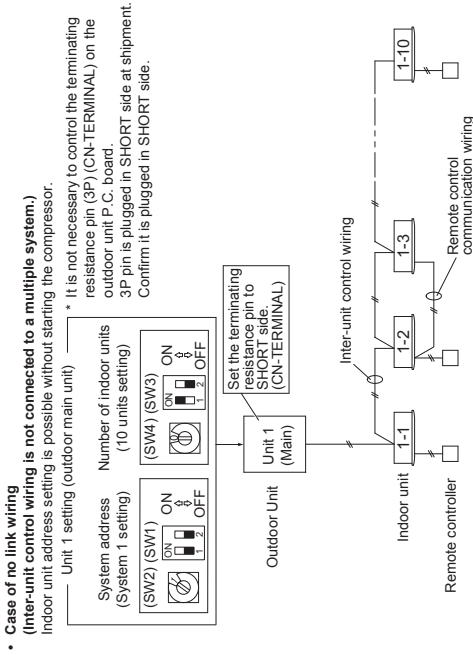 • Case of no link wiring
(Inter-unit control wiring is not connected to a multiple system.)
Indoor unit address setting is possible without starting the compressor.
Unit 1 setting (outdoor main unit)
System address
(System 1 setting)
(SW2) (SW1)
ON
1 2
ON
OFF
Number of indoor units
(10 units setting)
(SW4) (SW3)
ON
1 2
ON
OFF
* It is not necessary to control the terminating
resistance pin (3P) (CN-TERMINAL) on the
outdoor unit P.C. board.
3P pin is plugged in SHORT side at shipment.
Confirm it is plugged in SHORT side.
Outdoor Unit
Unit 1
(Main)
Set the terminating
resistance pin to
SHORT side.
(CN-TERMINAL)
Inter-unit control wiring
Indoor unit
1-1
1-2
1-3
1-10
Remote controller
Remote control
communication wiring